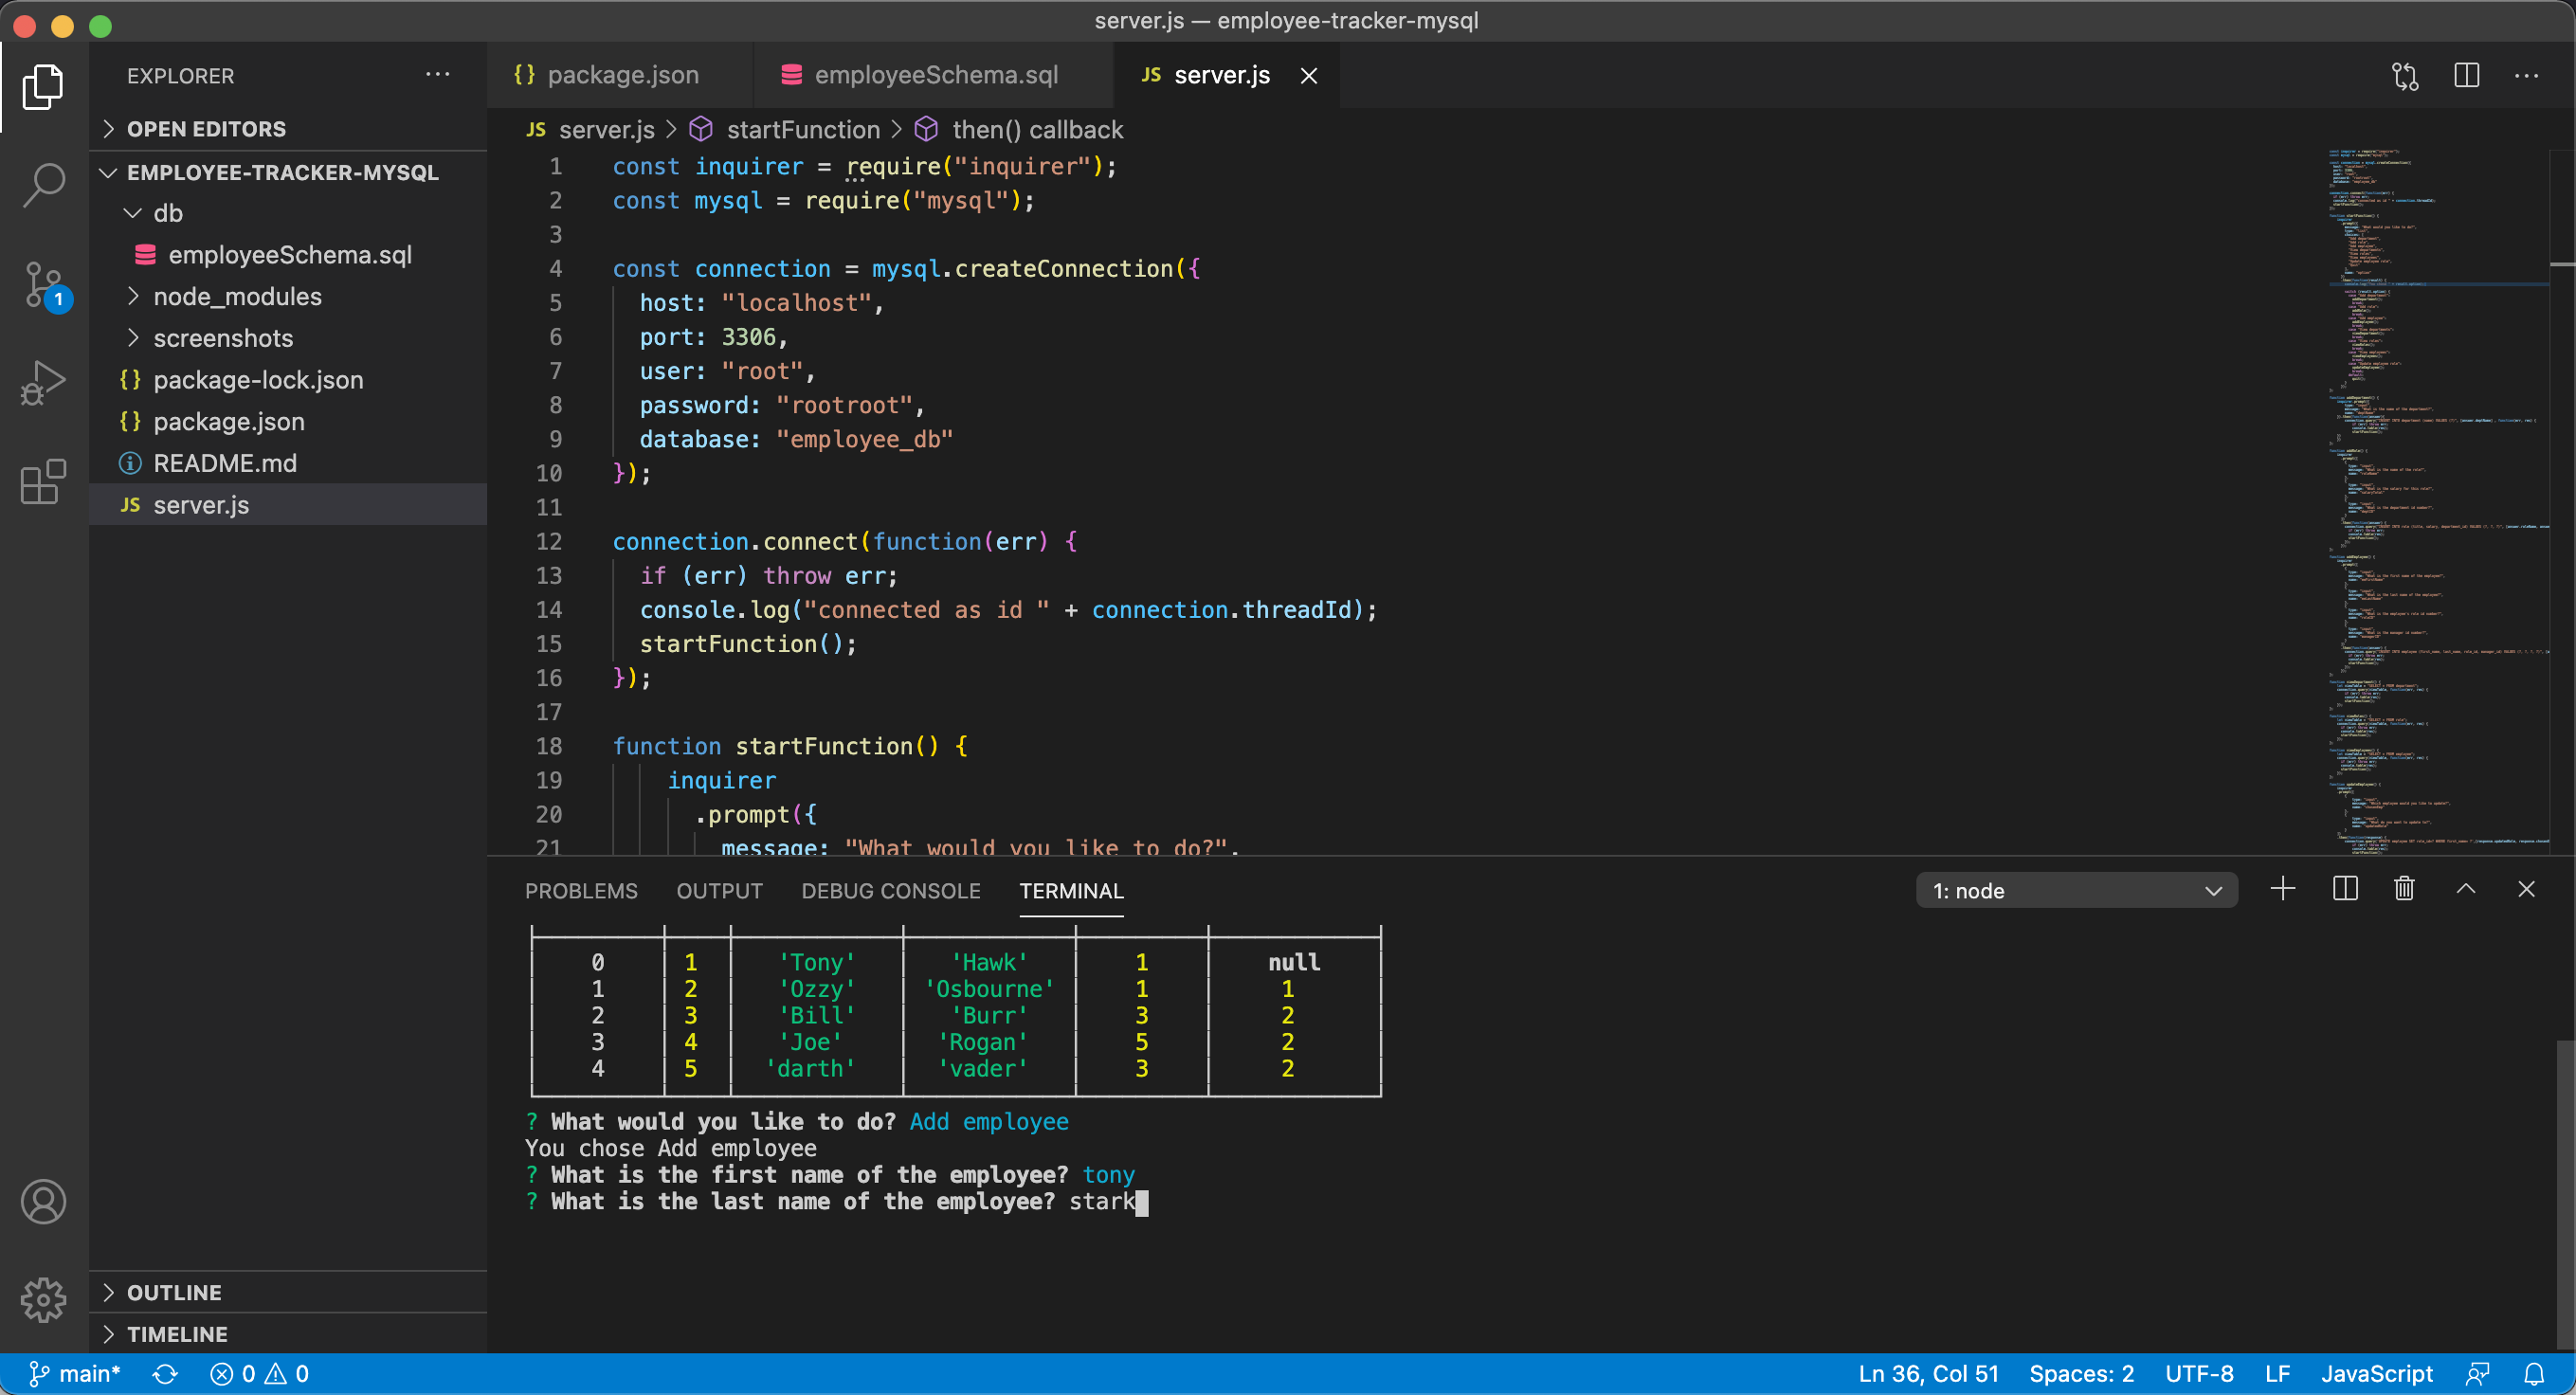 server.js — employee-tracker-mysql
EXPLORER
OPEN EDITORS
EMPLOYEE-TRACKER-MYSQL
db
employeeSchema.sql
node_modules
screenshots
{} package-lock.json
{} package.json
README.md
JS server.js
OUTLINE
TIMELINE
1
{} package.json
employeeSchema.sql
JS server.js
JS server.js > startFunction > then() callback
1 const inquirer = require("inquirer");
2 const mysql = require("mysql");
3
4 const connection = mysql.createConnection({
5 host: "localhost",
6 port: 3306,
7 user: "root",
8 password: "rootroot",
9 database: "employee_db"
10 });
11
12 connection.connect(function(err) {
13 if (err) throw err;
14 console.log("connected as id " + connection.threadId);
15 startFunction();
16 });
17
18 function startFunction() {
19 inquirer
20 .prompt({
21 message: "What would you like to do?",
PROBLEMS OUTPUT DEBUG CONSOLE TERMINAL
1: node
0 1 'Tony' 'Hawk' 1 null
1 2 'Ozzy' 'Osbourne' 1 1
2 3 'Bill' 'Burr' 3 2
3 4 'Joe' 'Rogan' 5 2
4 5 'darth' 'vader' 3 2
? What would you like to do? Add employee
You chose Add employee
? What is the first name of the employee? tony
? What is the last name of the employee? stark
main* 0 0
Ln 36, Col 51 Spaces: 2 UTF-8 LF JavaScript